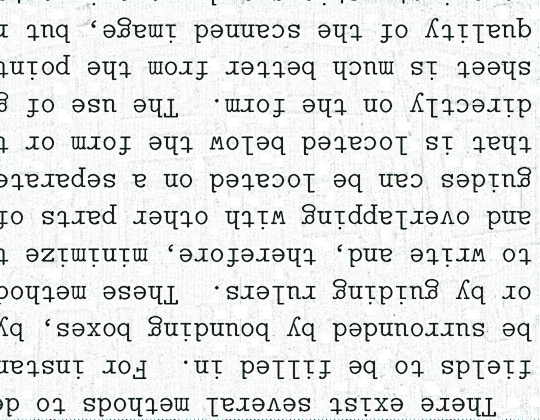 There exist several methods to de
fields to be filled in. For instan
be surrounded by bounding boxes, by
or by guiding rulers. These method
to write and, therefore, minimize t
and overlapping with other parts of
guides can be located on a separate
that is located below the form or t
directly on the form. The use of g
sheet is much better from the point
quality of the scanned image, but r